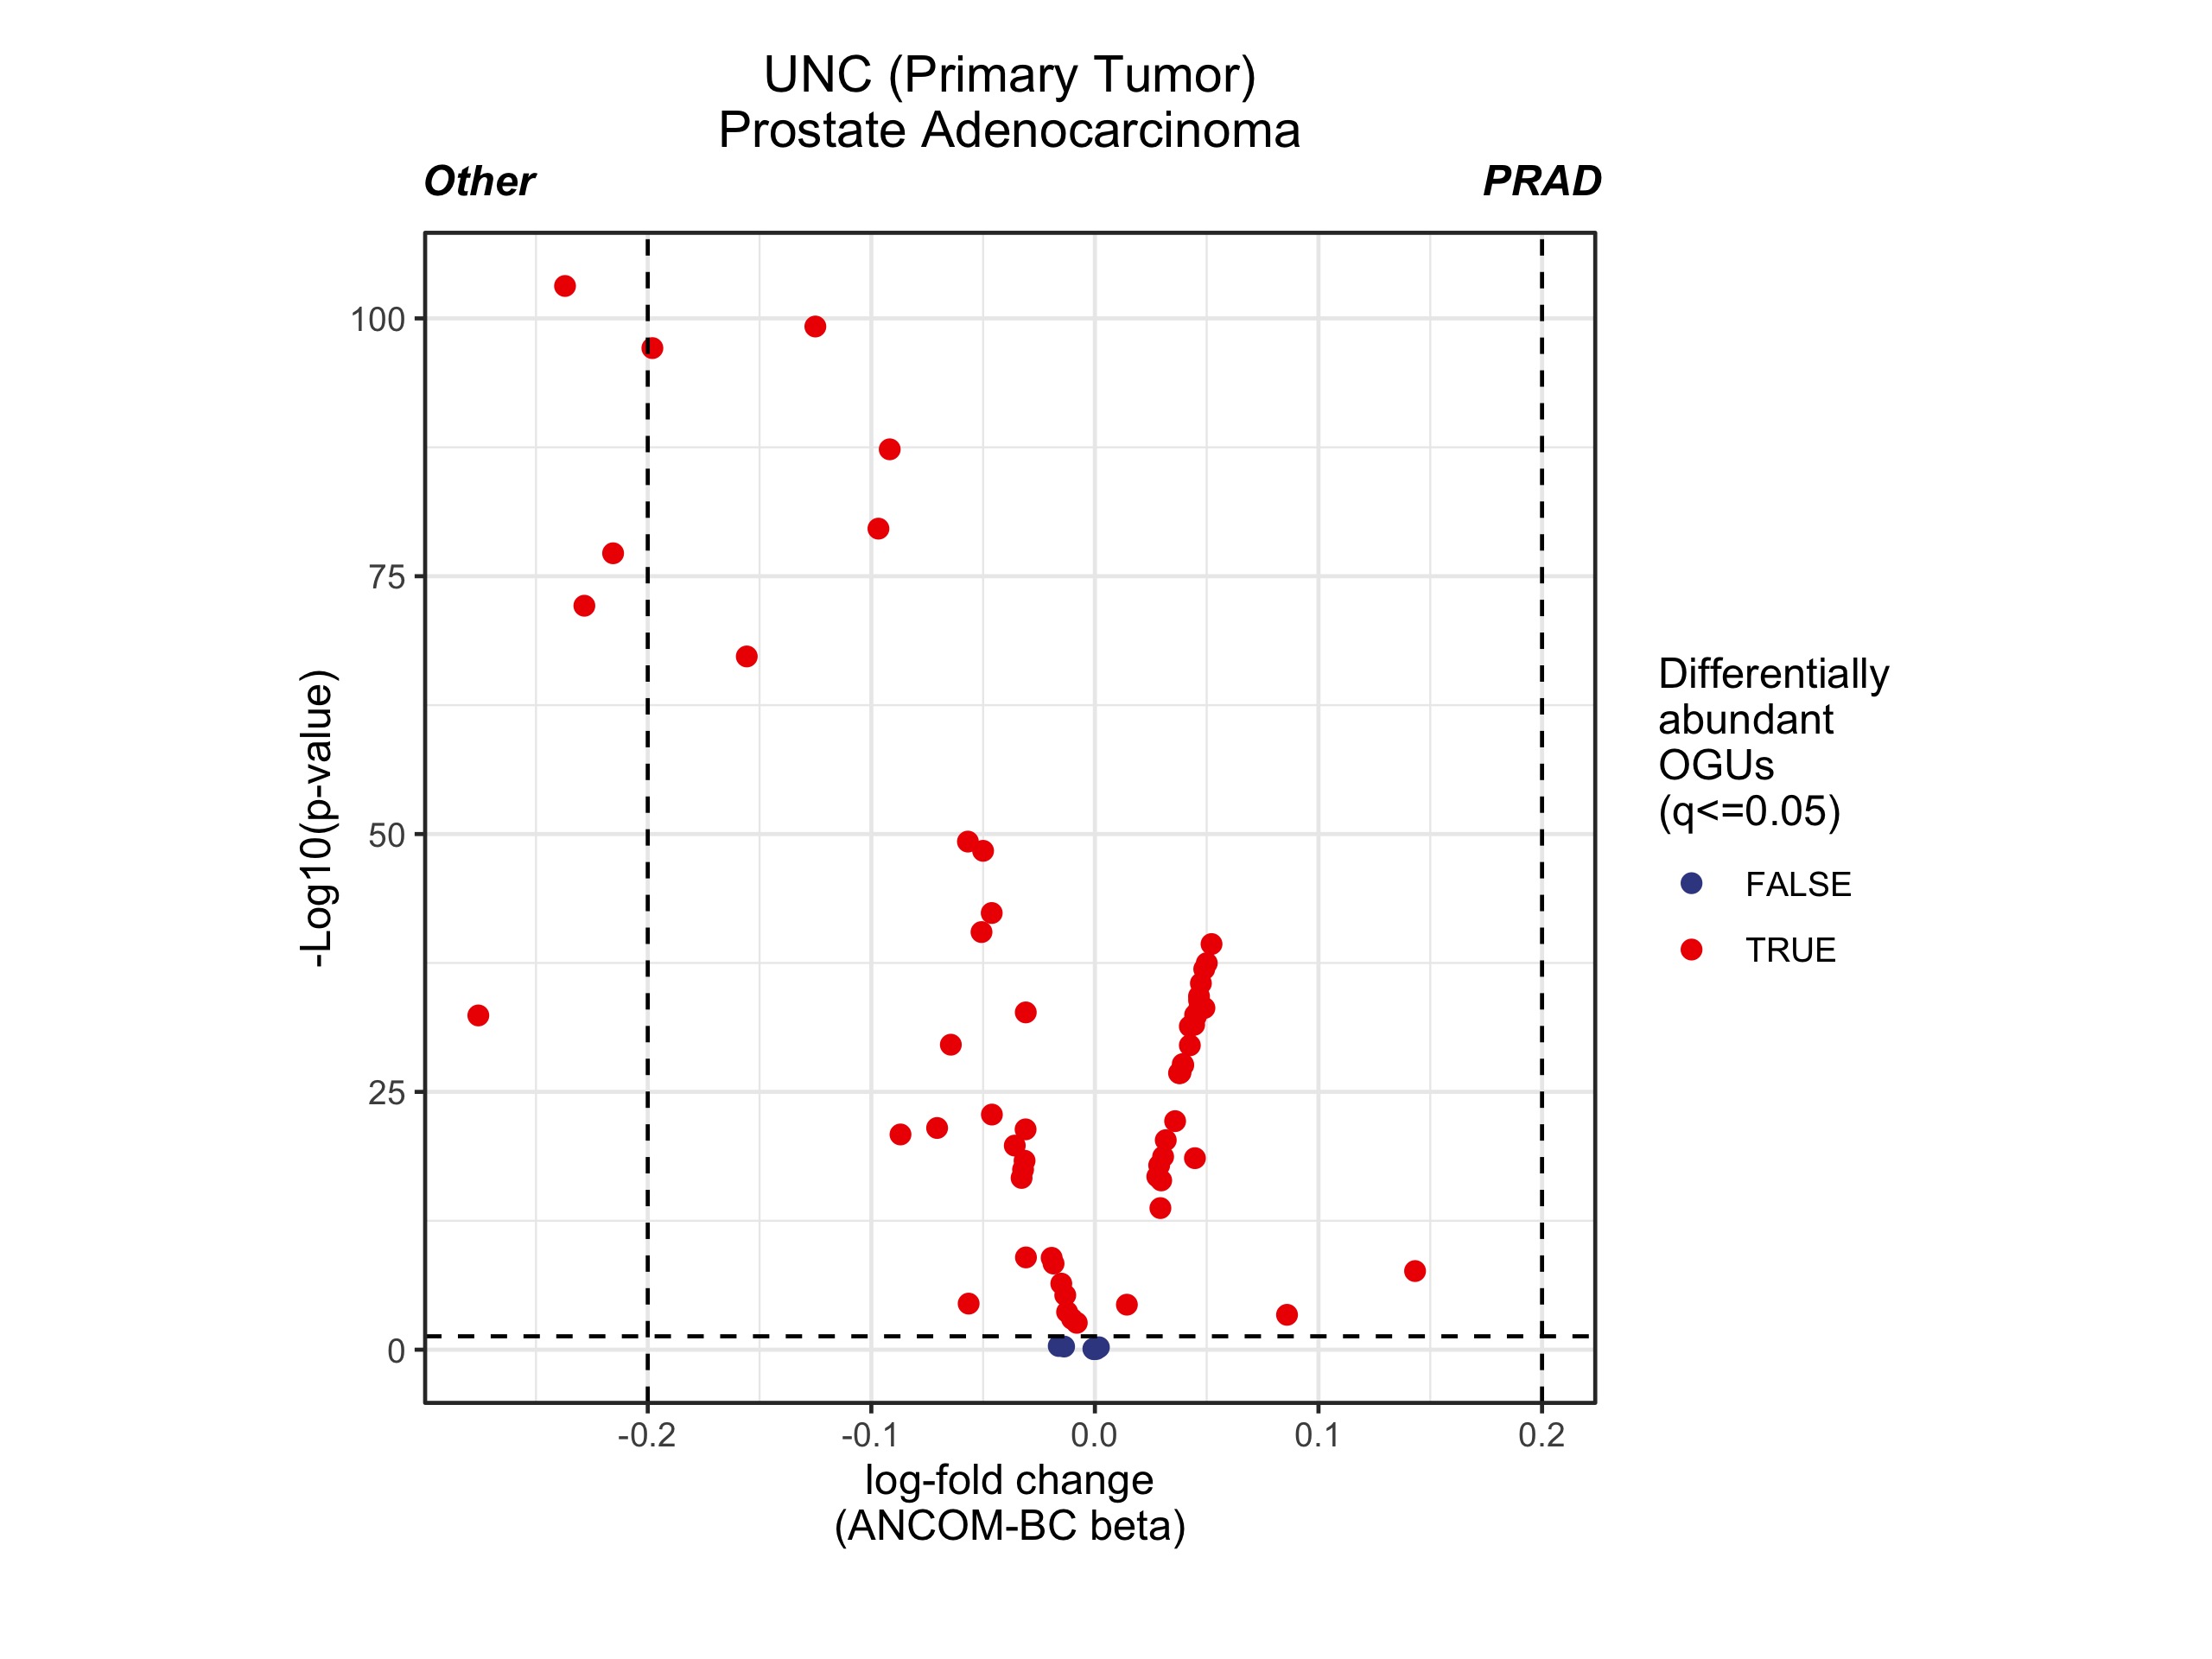 UNC (Primary Tumor)
Prostate Adenocarcinoma
Other
PRAD
100
75
50
25
0
-Log10(p-value)
-0.2
-0.1
0.0
0.1
0.2
log-fold change
(ANCOM-BC beta)
Differentially
abundant
OGUs
(q<=0.05)
FALSE
TRUE